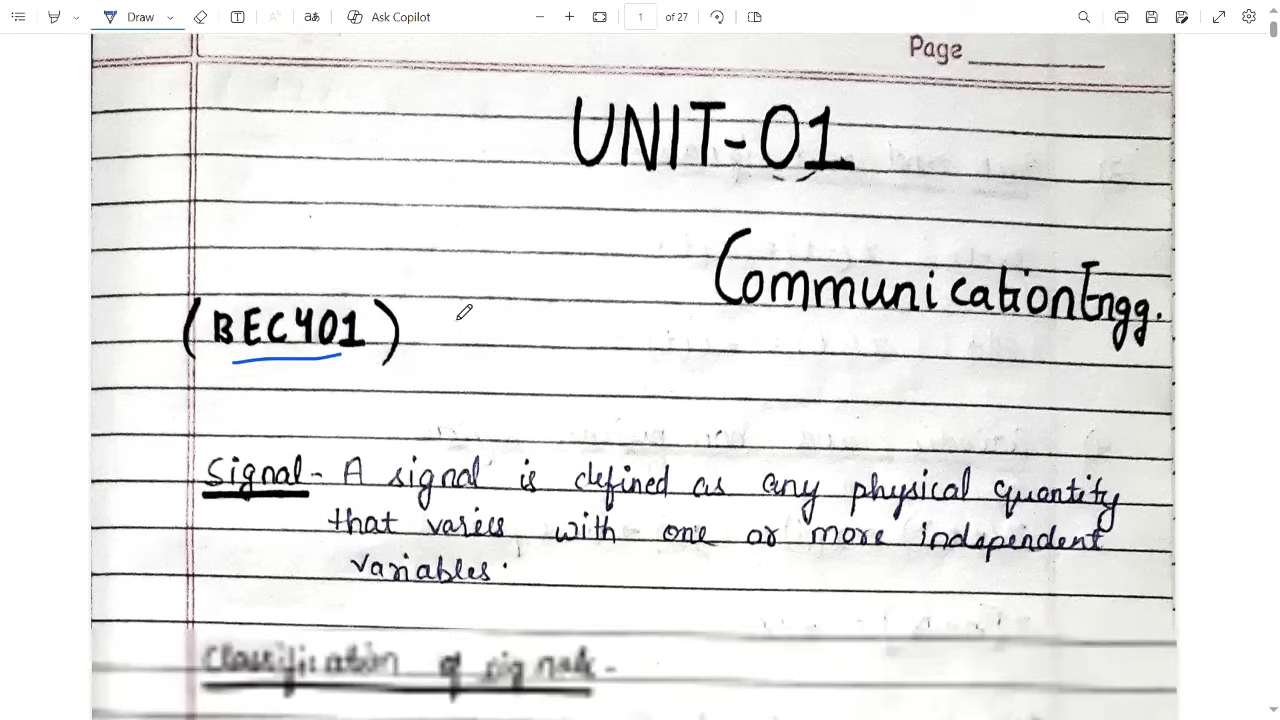 Draw
Ask Copilot
1 of 27
Page
UNIT-01
Communication Engg.
(BEC401)
Signal - A signal is defined as any physical quantity
that varies with one or more independent
variables.
Classification of signals -